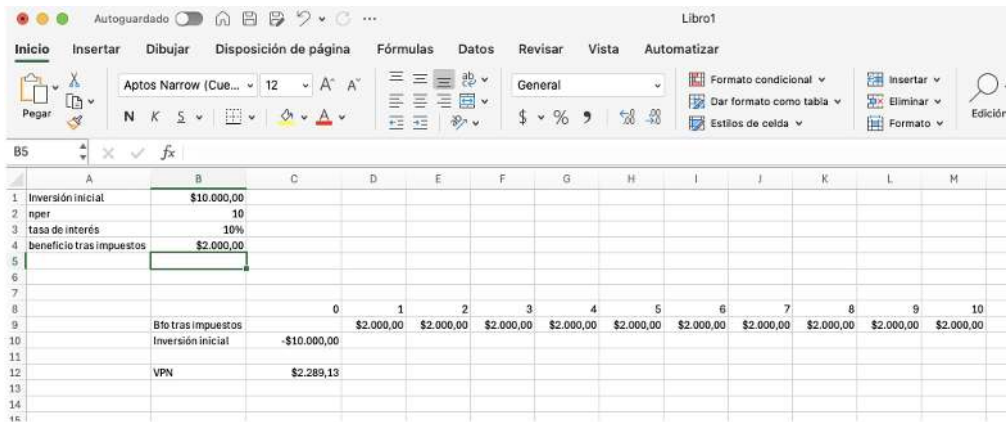 Autoguardado ... Libro1
Inicio Insertar Dibujar Disposición de página Fórmulas Datos Revisar Vista Automatizar
Pegar Aptos Narrow (Cue... 12 A A ab General Formato condicional Insertar
Dar formato como tabla Eliminar Edición
N K S A $ % Estilos de celda Formato
B5 fx
A B C D E F G H I J K L M
1 Inversión inicial $10.000,00
2 nper 10
3 tasa de interés 10%
4 beneficio tras impuestos $2.000,00
5
6
7
8 0 1 2 3 4 5 6 7 8 9 10
9 Bfo tras impuestos $2.000,00 $2.000,00 $2.000,00 $2.000,00 $2.000,00 $2.000,00 $2.000,00 $2.000,00 $2.000,00 $2.000,00
10 Inversión inicial -$10.000,00
11
12 VPN $2.289,13
13
14
15